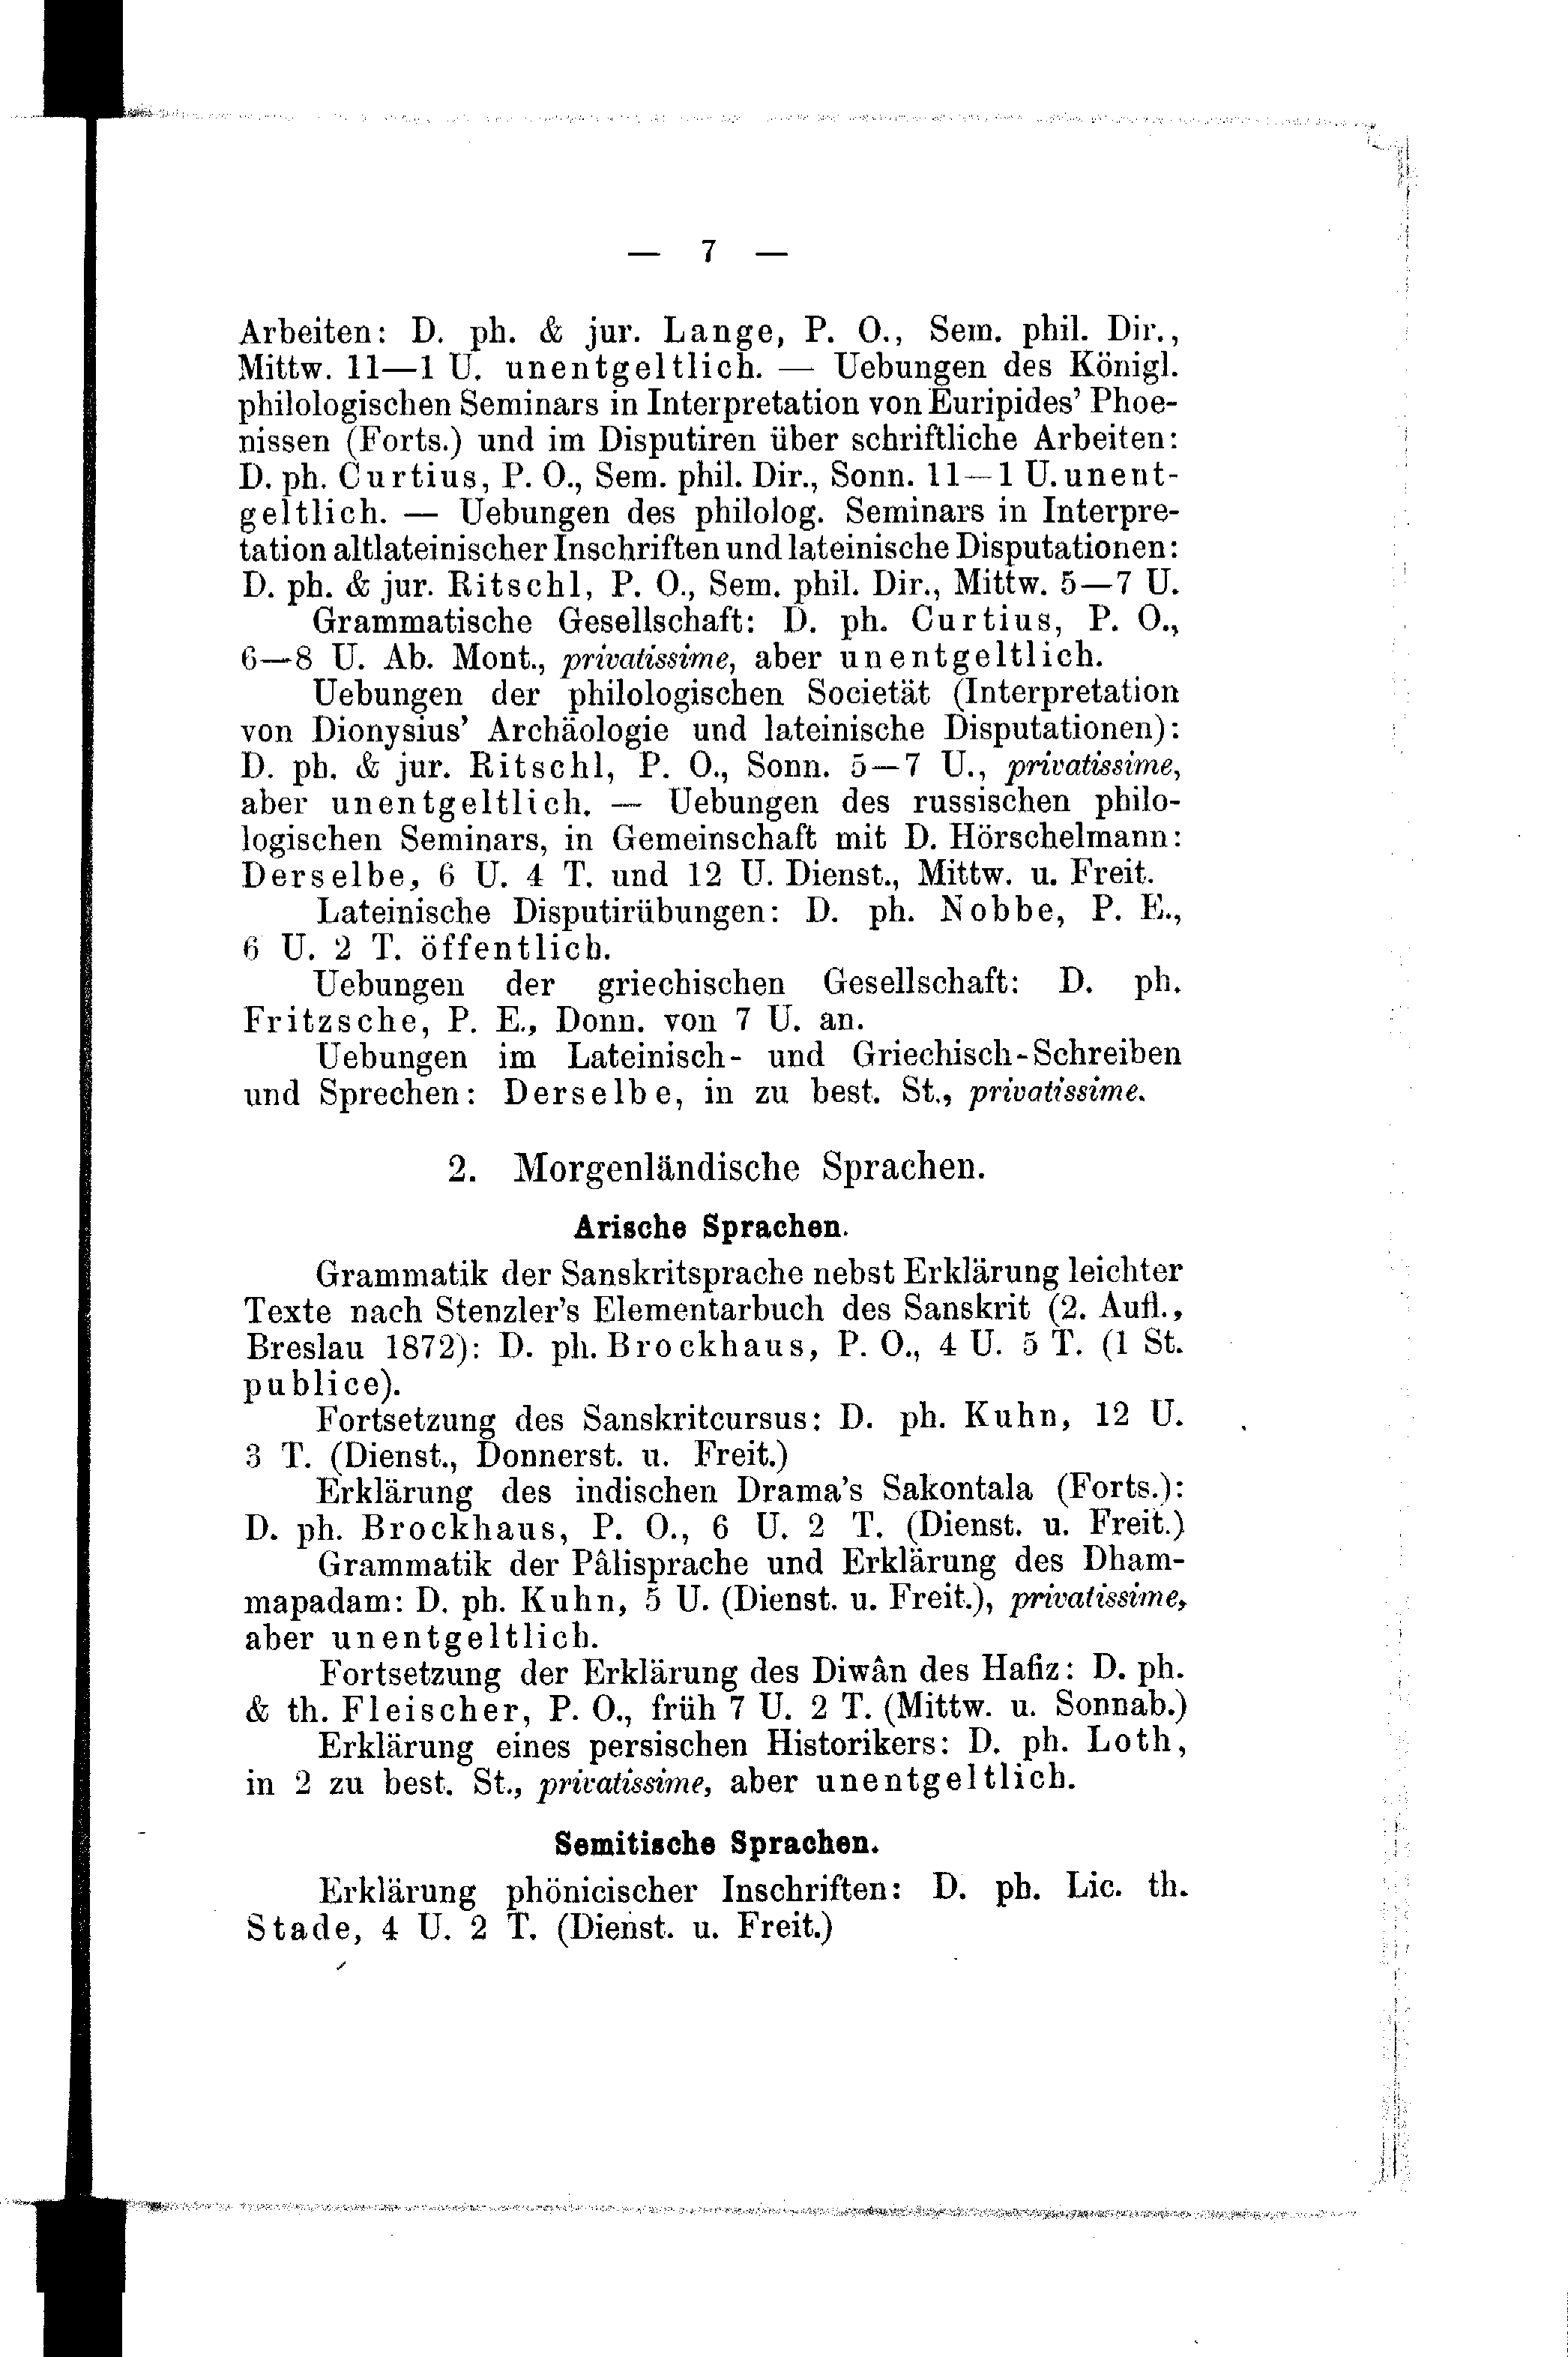 — 7 —
Arbeiten: D. ph. & jur. Lange, P. O., Sem. phil. Dir.,
Mittw. 11—1 U. unentgeltlich. — Uebungen des Königl.
philologischen Seminars in Interpretation von Euripides' Phoe-
nissen (Forts.) und im Disputiren über schriftliche Arbeiten:
D. ph. Curtius, P. O., Sem. phil. Dir., Sonn. 11—1 U. unent-
geltlich. — Uebungen des philolog. Seminars in Interpre-
tation altlateinischer Inschriften und lateinische Disputationen:
D. ph. & jur. Ritschl, P. O., Sem. phil. Dir., Mittw. 5—7 U.
Grammatische Gesellschaft: D. ph. Curtius, P. O.,
6—8 U. Ab. Mont., privatissime, aber unentgeltlich.
Uebungen der philologischen Societät (Interpretation
von Dionysius' Archäologie und lateinische Disputationen):
D. ph. & jur. Ritschl, P. O., Sonn. 5—7 U., privatissime,
aber unentgeltlich. — Uebungen des russischen philo-
logischen Seminars, in Gemeinschaft mit D. Hörschelmann:
Derselbe, 6 U. 4 T. und 12 U. Dienst., Mittw. u. Freit.
Lateinische Disputirübungen: D. ph. Nobbe, P. E.,
6 U. 2 T. öffentlich.
Uebungen der griechischen Gesellschaft: D. ph.
Fritzsche, P. E., Donn. von 7 U. an.
Uebungen im Lateinisch- und Griechisch-Schreiben
und Sprechen: Derselbe, in zu best. St., privatissime.
2. Morgenländische Sprachen.
Arische Sprachen.
Grammatik der Sanskritsprache nebst Erklärung leichter
Texte nach Stenzler's Elementarbuch des Sanskrit (2. Aufl.,
Breslau 1872): D. ph. Brockhaus, P. O., 4 U. 5 T. (1 St.
publice).
Fortsetzung des Sanskritcursus: D. ph. Kuhn, 12 U.
3 T. (Dienst., Donnerst. u. Freit.)
Erklärung des indischen Drama's Sakontala (Forts.):
D. ph. Brockhaus, P. O., 6 U. 2 T. (Dienst. u. Freit.)
Grammatik der Pâlisprache und Erklärung des Dham-
mapadam: D. ph. Kuhn, 5 U. (Dienst. u. Freit.), privatissime,
aber unentgeltlich.
Fortsetzung der Erklärung des Diwân des Hafiz: D. ph.
& th. Fleischer, P. O., früh 7 U. 2 T. (Mittw. u. Sonnab.)
Erklärung eines persischen Historikers: D. ph. Loth,
in 2 zu best. St., privatissime, aber unentgeltlich.
Semitische Sprachen.
Erklärung phönicischer Inschriften: D. ph. Lic. th.
Stade, 4 U. 2 T. (Dienst. u. Freit.)